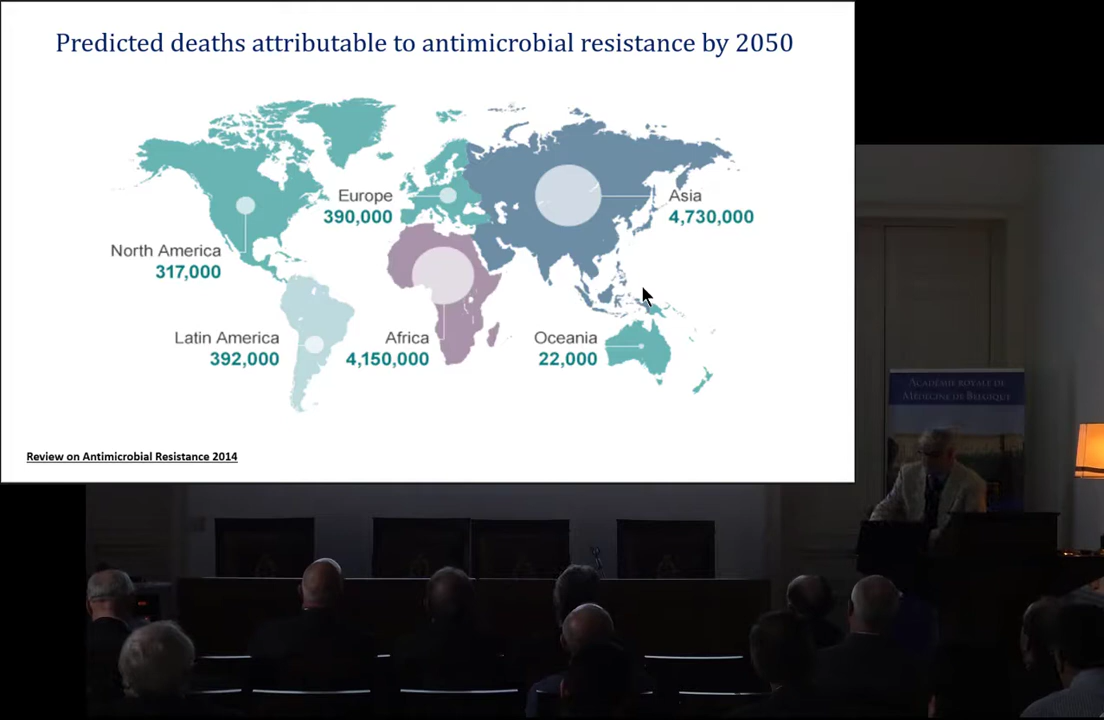 Predicted deaths attributable to antimicrobial resistance by 2050
Europe
390,000
Asia
4,730,000
North America
317,000
Latin America
392,000
Africa
4,150,000
Oceania
22,000
Review on Antimicrobial Resistance 2014
Académie royale de
Médecine de Belgique